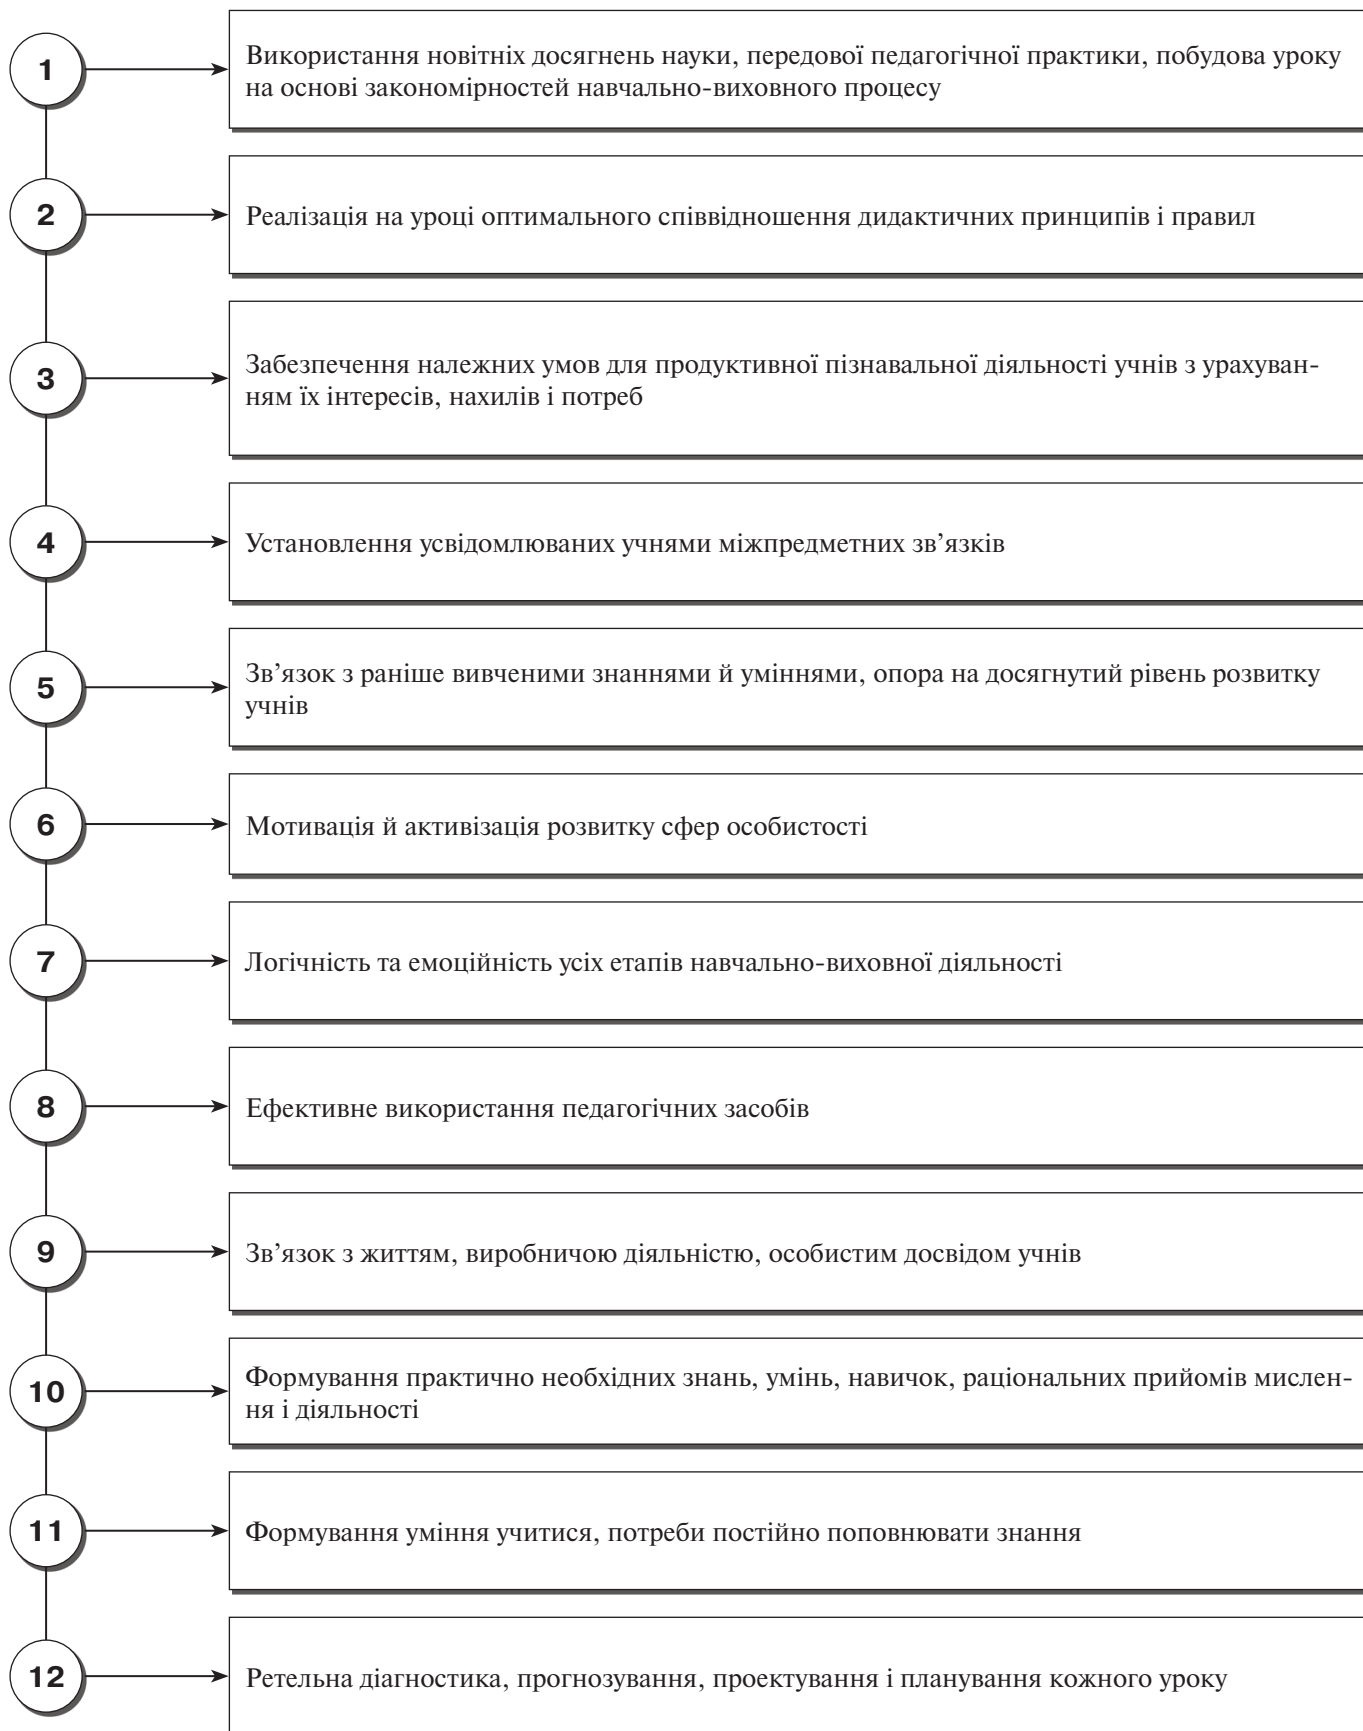 1
Використання новітніх досягнень науки, передової педагогічної практики, побудова уроку
на основі закономірностей навчально-виховного процесу
2
Реалізація на уроці оптимального співвідношення дидактичних принципів і правил
3
Забезпечення належних умов для продуктивної пізнавальної діяльності учнів з урахуван-
ням їх інтересів, нахилів і потреб
4
Установлення усвідомлюваних учнями міжпредметних зв’язків
5
Зв’язок з раніше вивченими знаннями й уміннями, опора на досягнутий рівень розвитку
учнів
6
Мотивація й активізація розвитку сфер особистості
7
Логічність та емоційність усіх етапів навчально-виховної діяльності
8
Ефективне використання педагогічних засобів
9
Зв’язок з життям, виробничою діяльністю, особистим досвідом учнів
10
Формування практично необхідних знань, умінь, навичок, раціональних прийомів мислен-
ня і діяльності
11
Формування уміння учитися, потреби постійно поповнювати знання
12
Ретельна діагностика, прогнозування, проектування і планування кожного уроку